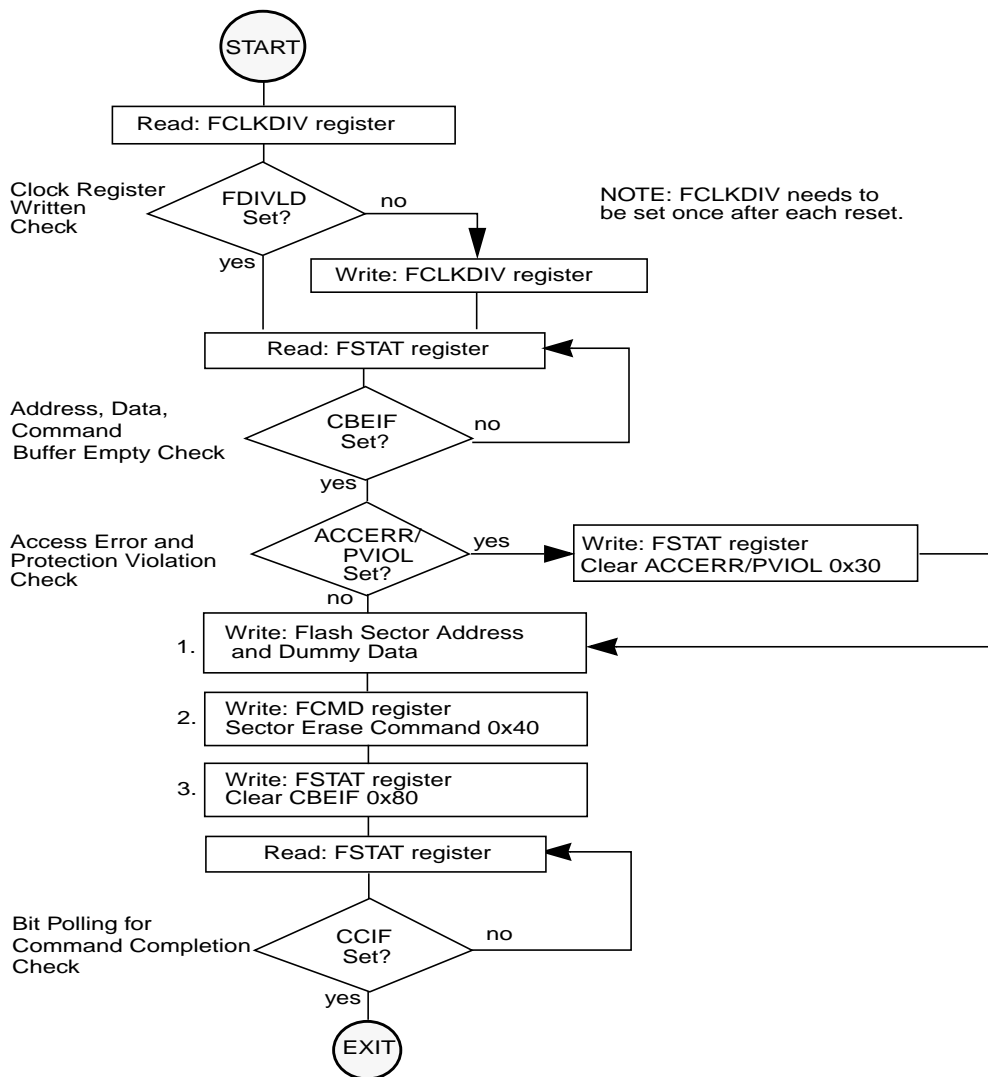 START
Read: FCLKDIV register
Clock Register
Written
Check
FDIVLD
Set?
no
yes
NOTE: FCLKDIV needs to
be set once after each reset.
Write: FCLKDIV register
Read: FSTAT register
Address, Data,
Command
Buffer Empty Check
CBEIF
Set?
no
yes
Access Error and
Protection Violation
Check
ACCERR/
PVIOL
Set?
yes
no
Write: FSTAT register
Clear ACCERR/PVIOL 0x30
1.
Write: Flash Sector Address
and Dummy Data
2.
Write: FCMD register
Sector Erase Command 0x40
3.
Write: FSTAT register
Clear CBEIF 0x80
Read: FSTAT register
Bit Polling for
Command Completion
Check
CCIF
Set?
no
yes
EXIT